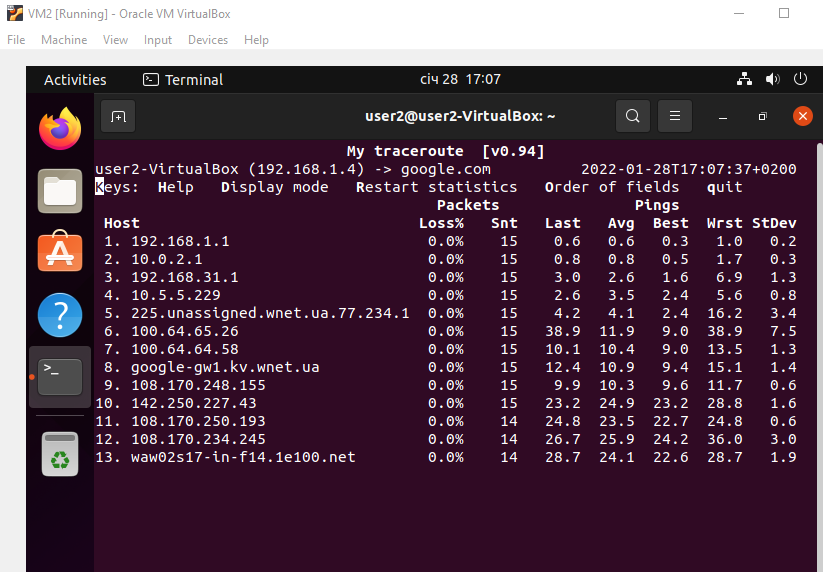 VM2 [Running] - Oracle VM VirtualBox
File Machine View Input Devices Help
Activities Terminal січ 28 17:07
user2@user2-VirtualBox: ~
My traceroute [v0.94]
user2-VirtualBox (192.168.1.4) -> google.com 2022-01-28T17:07:37+0200
Keys: Help Display mode Restart statistics Order of fields quit
Packets Pings
Host Loss% Snt Last Avg Best Wrst StDev
1. 192.168.1.1 0.0% 15 0.6 0.6 0.3 1.0 0.2
2. 10.0.2.1 0.0% 15 0.8 0.8 0.5 1.7 0.3
3. 192.168.31.1 0.0% 15 3.0 2.6 1.6 6.9 1.3
4. 10.5.5.229 0.0% 15 2.6 3.5 2.4 5.6 0.8
5. 225.unassigned.wnet.ua.77.234.1 0.0% 15 4.2 4.1 2.4 16.2 3.4
6. 100.64.65.26 0.0% 15 38.9 11.9 9.0 38.9 7.5
7. 100.64.64.58 0.0% 15 10.1 10.4 9.0 13.5 1.3
8. google-gw1.kv.wnet.ua 0.0% 15 12.4 10.9 9.4 15.1 1.4
9. 108.170.248.155 0.0% 15 9.9 10.3 9.6 11.7 0.6
10. 142.250.227.43 0.0% 15 23.2 24.9 23.2 28.8 1.6
11. 108.170.250.193 0.0% 14 24.8 23.5 22.7 24.8 0.6
12. 108.170.234.245 0.0% 14 26.7 25.9 24.2 36.0 3.0
13. waw02s17-in-f14.1e100.net 0.0% 14 28.7 24.1 22.6 28.7 1.9